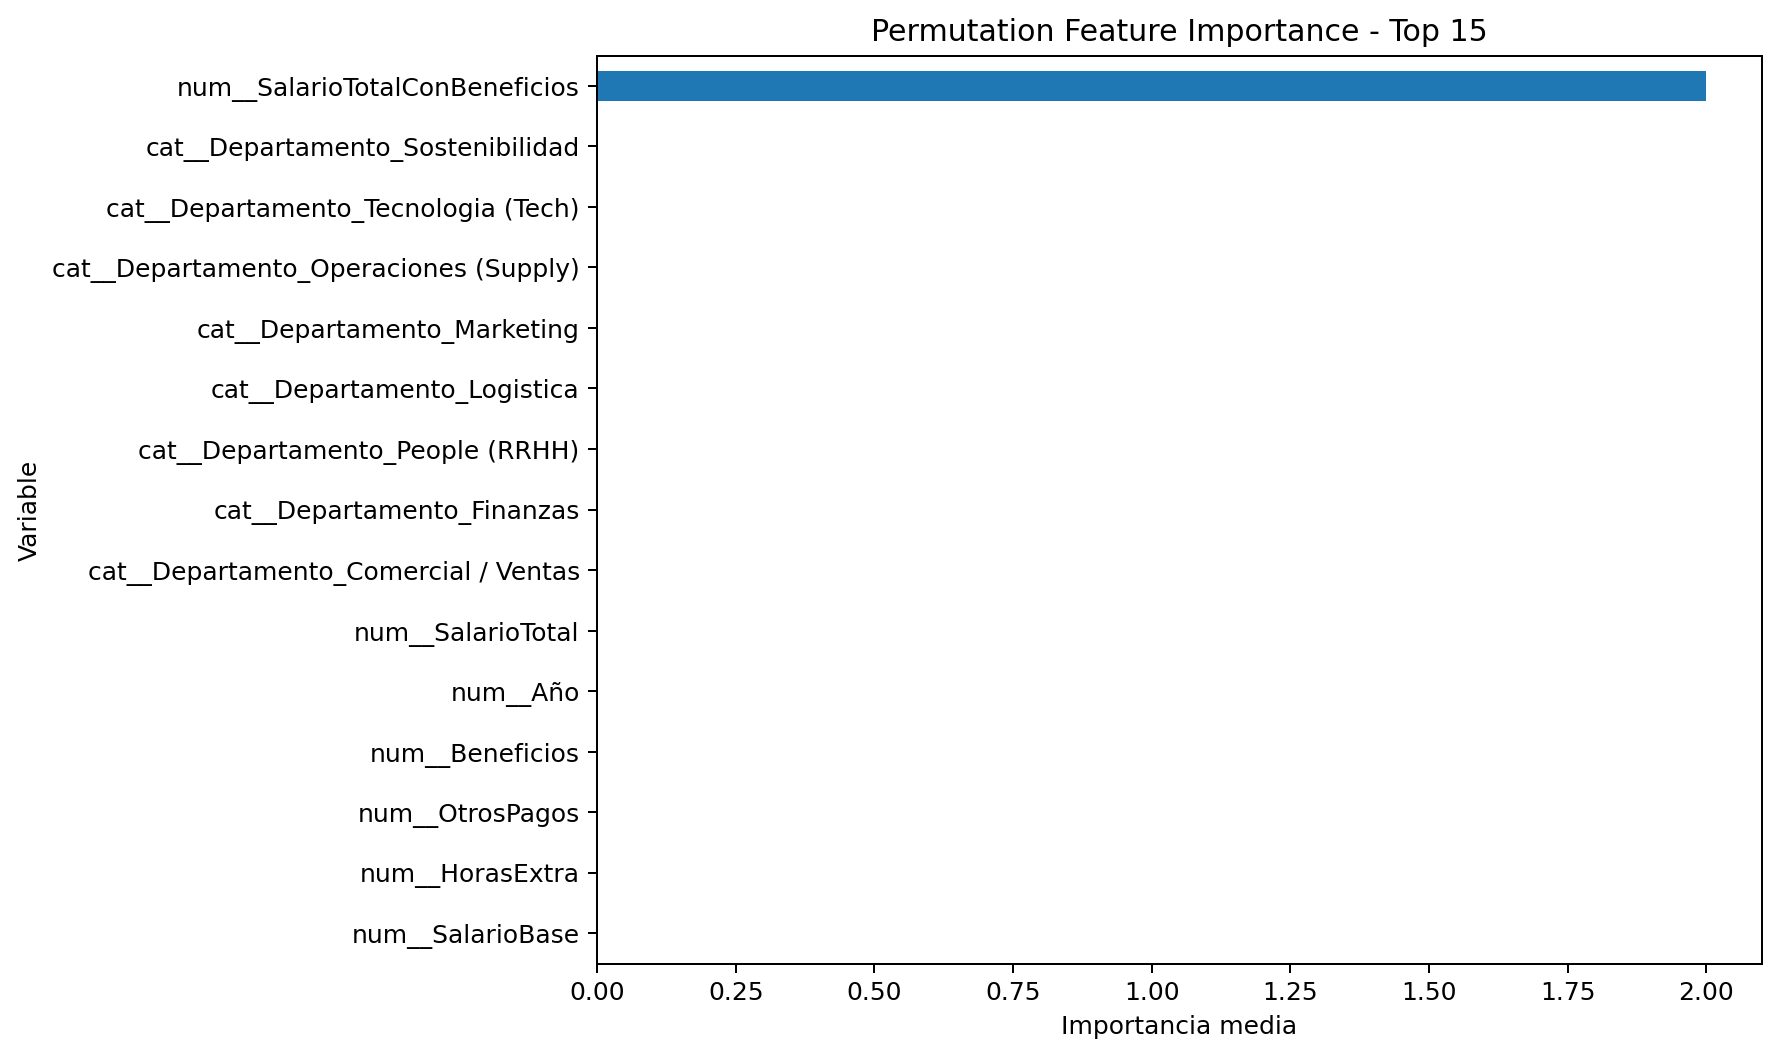 Permutation Feature Importance - Top 15
num__SalarioTotalConBeneficios
cat__Departamento_Sostenibilidad
cat__Departamento_Tecnologia (Tech)
cat__Departamento_Operaciones (Supply)
cat__Departamento_Marketing
cat__Departamento_Logistica
cat__Departamento_People (RRHH)
cat__Departamento_Finanzas
cat__Departamento_Comercial / Ventas
num__SalarioTotal
num__Año
num__Beneficios
num__OtrosPagos
num__HorasExtra
num__SalarioBase
Variable
0.00 0.25 0.50 0.75 1.00 1.25 1.50 1.75 2.00
Importancia media